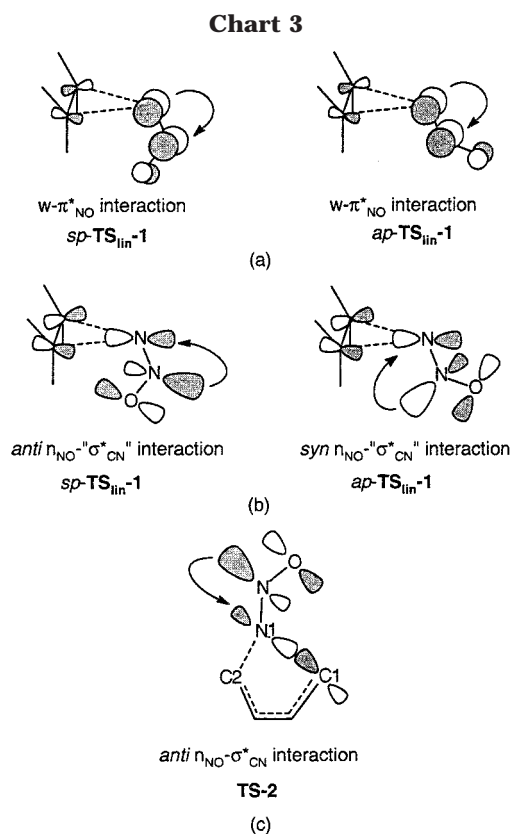 Chart 3
w-π*NO interaction
sp-TSlin-1
w-π*NO interaction
ap-TSlin-1
(a)
N
N
O
N
N
O
anti nNO-"σ*CN" interaction
sp-TSlin-1
syn nNO-"σ*CN" interaction
ap-TSlin-1
(b)
O
N
N1
C2
C1
anti nNO-σ*CN interaction
TS-2
(c)